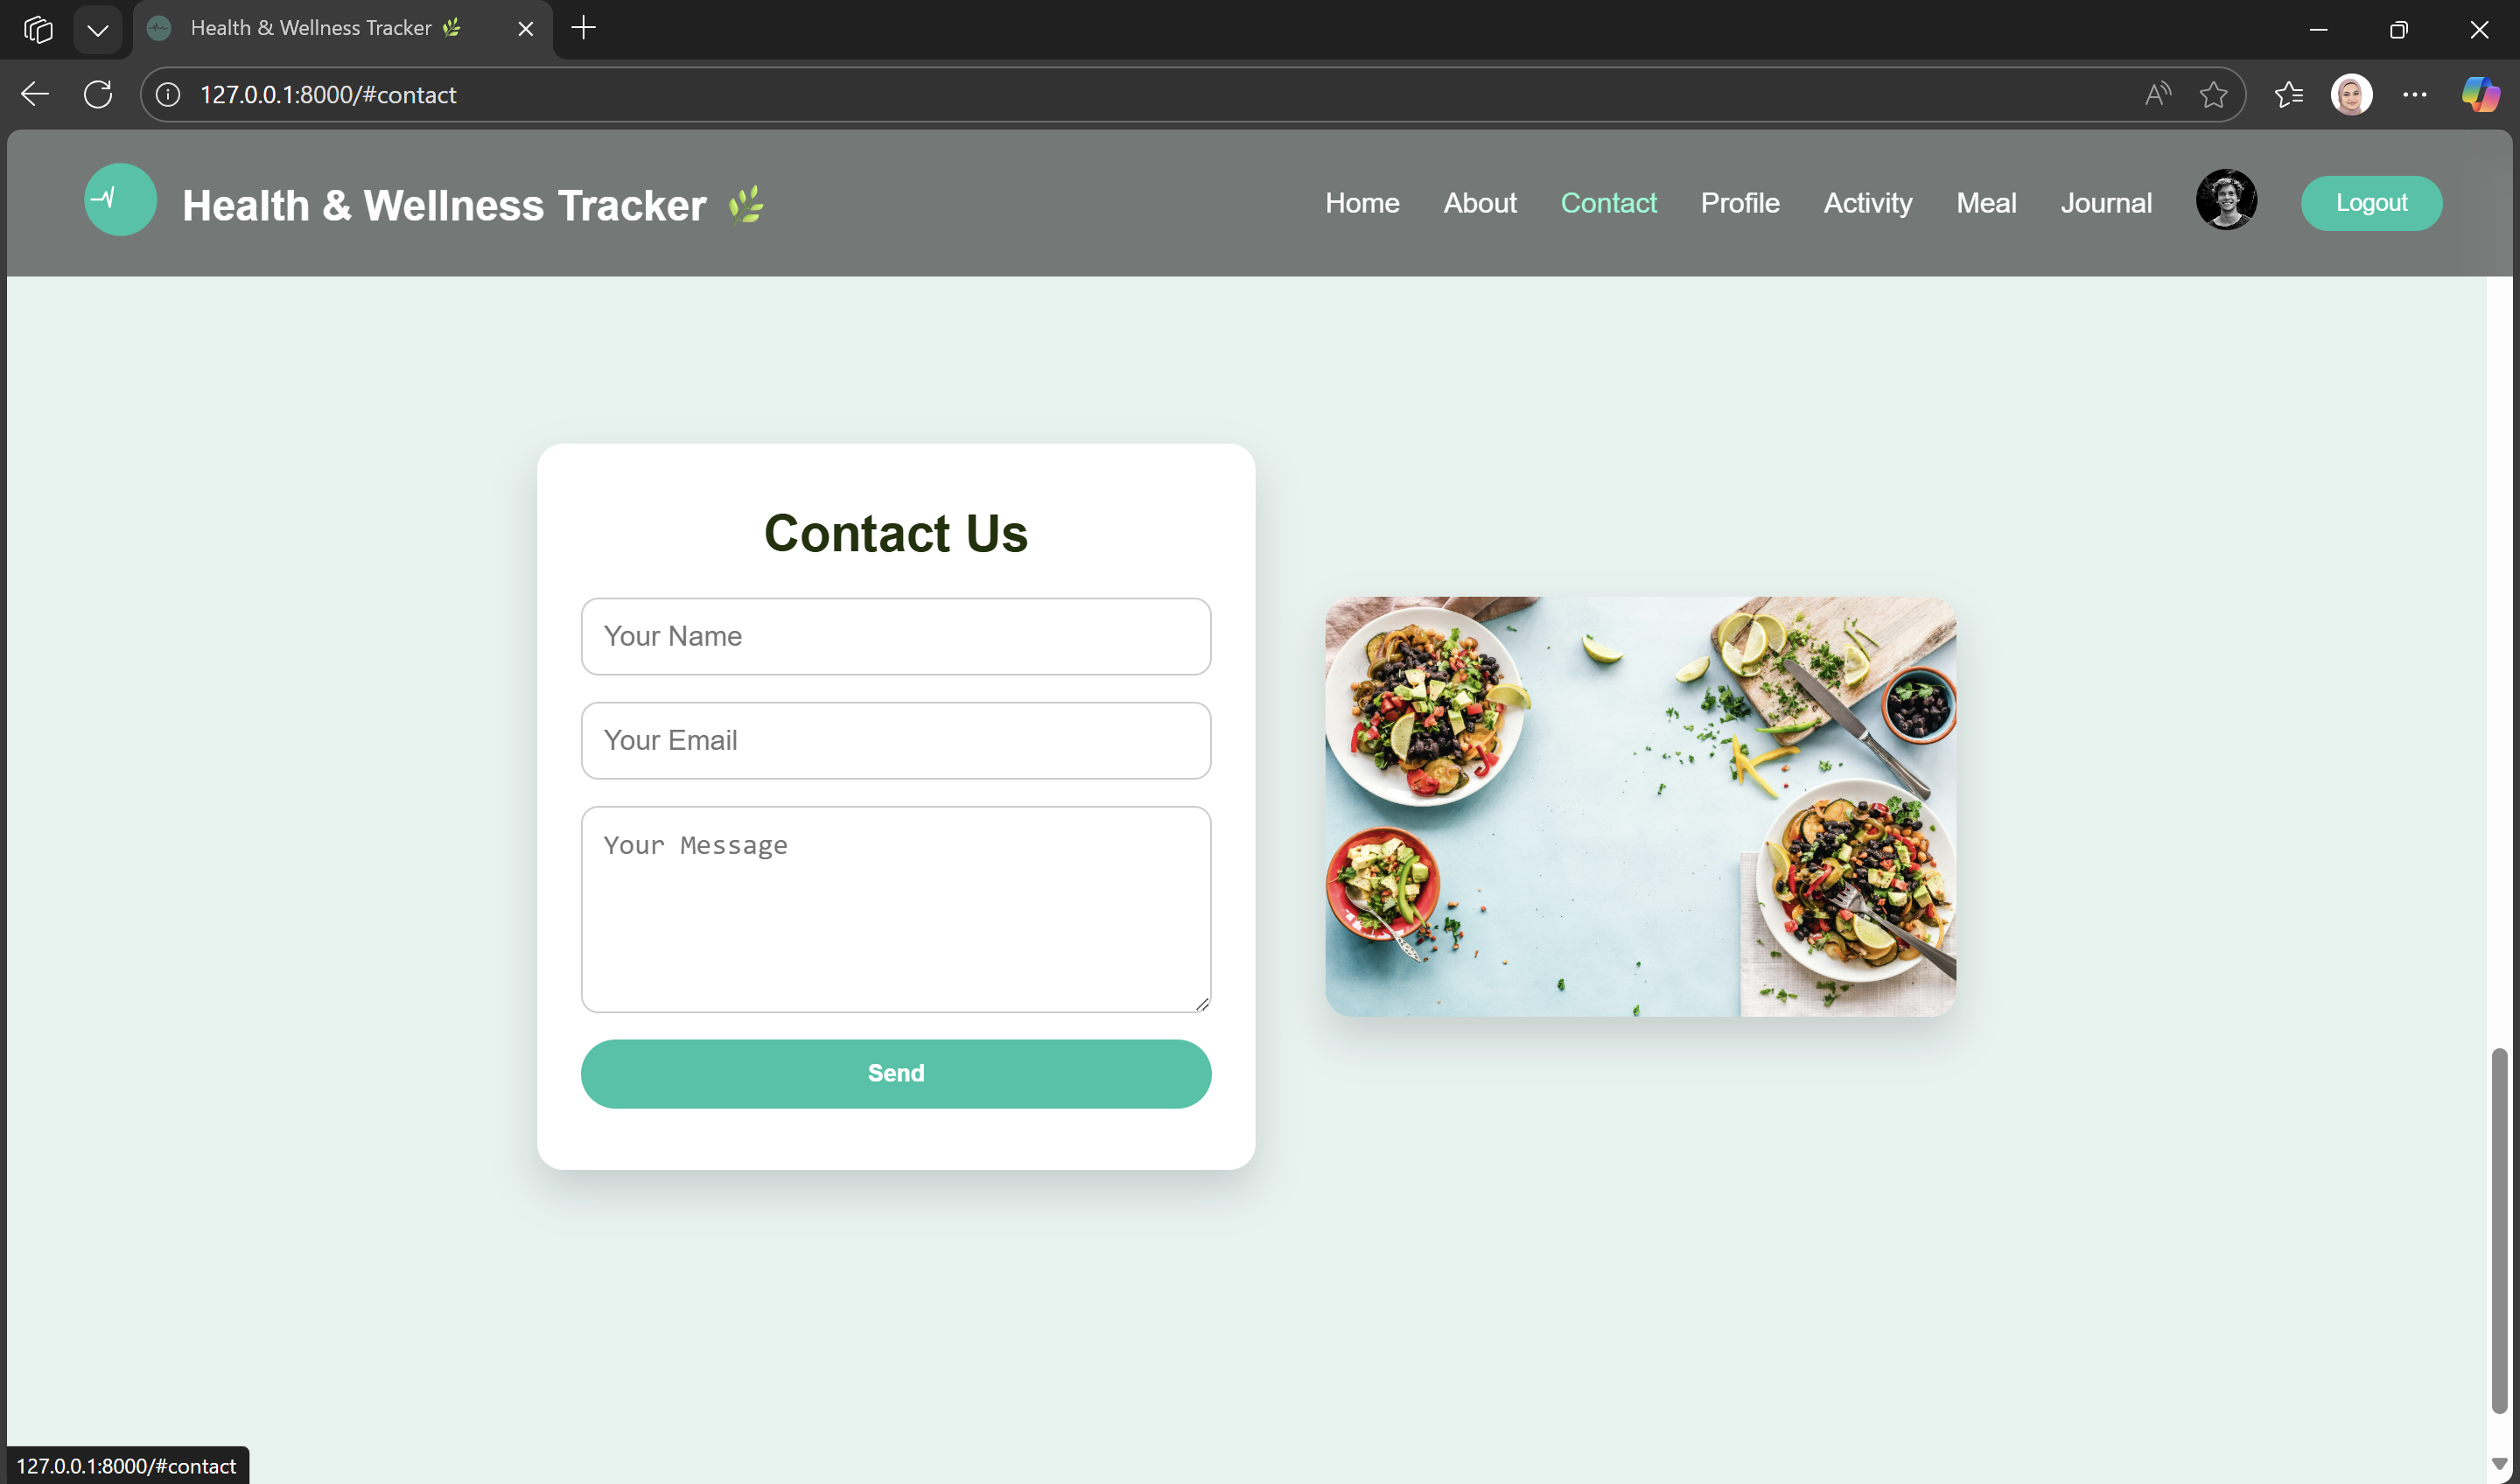 Health & Wellness Tracker 🌿
127.0.0.1:8000/#contact
Health & Wellness Tracker 🌿
Home About Contact Profile Activity Meal Journal Logout
Contact Us
Your Name
Your Email
Your Message
Send
127.0.0.1:8000/#contact